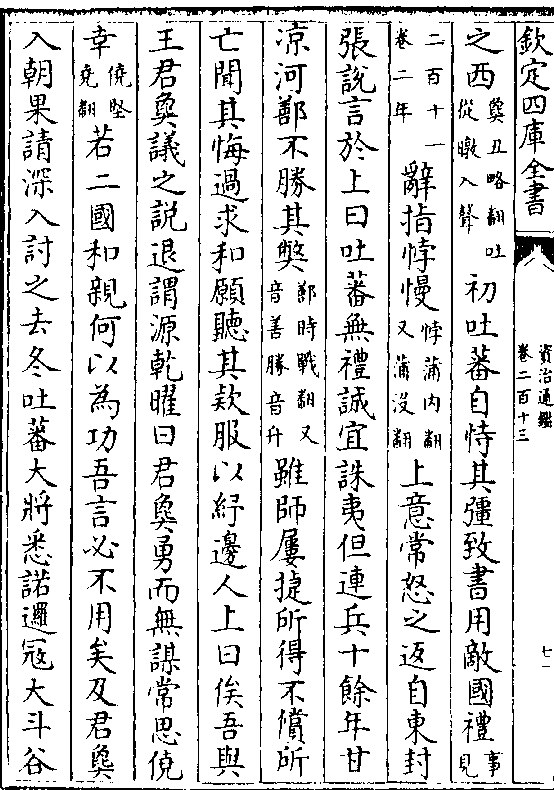 欽定四庫全書
資治通鑑
卷二百十三
七一
之西㚟丑略翻吐從暾入聲初吐蕃自恃其彊致書用敵國禮事見
二百十一卷二年辭指悖慢悖蒲内翻又蒲没翻上意常怒之返自東封
張說言於上曰吐蕃無禮誠宜誅夷但連兵十餘年甘
涼河鄯不勝其獘鄯時戰翻又音善勝音升雖師屢捷所得不償所
亡聞其悔過求和願聽其欵服以紓邊人上曰俟吾與
王君㚟議之説退謂源乾曜曰君㚟勇而無謀常思僥
幸僥堅堯翻若二國和親何以為功吾言必不用矣及君㚟
入朝果請深入討之去冬吐蕃大將悉諾邏寇大斗谷